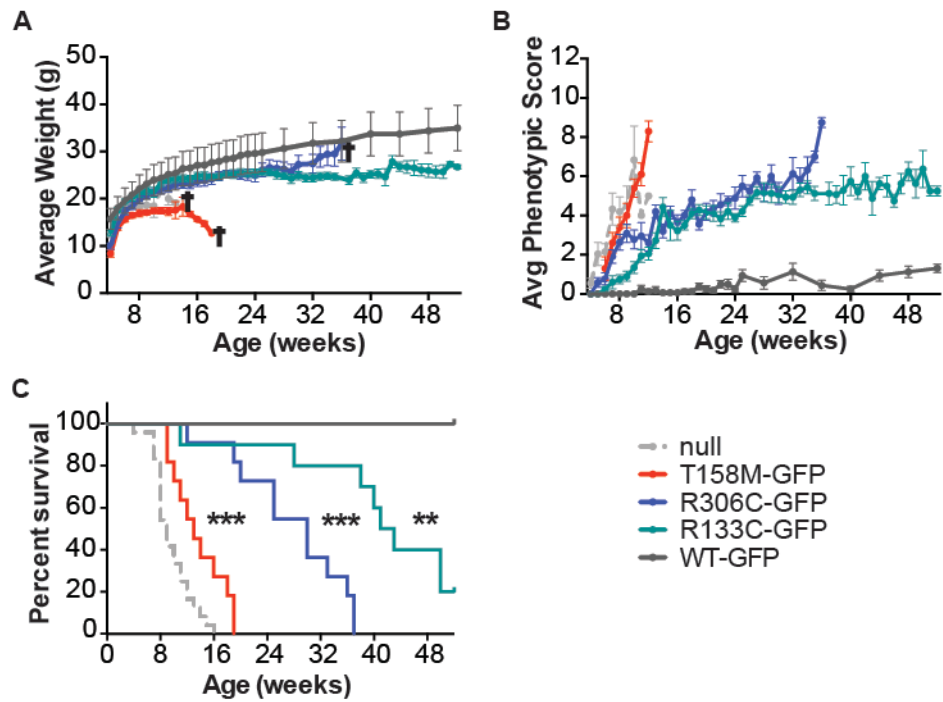 A
Average Weight (g)
50
40
30
20
10
0
8 16 24 32 40 48
Age (weeks)
†
†
†
B
Avg Phenotypic Score
12
10
8
6
4
2
0
8 16 24 32 40 48
Age (weeks)
C
Percent survival
100
80
60
40
20
0
0 8 16 24 32 40 48
Age (weeks)
*** *** **
null
T158M-GFP
R306C-GFP
R133C-GFP
WT-GFP